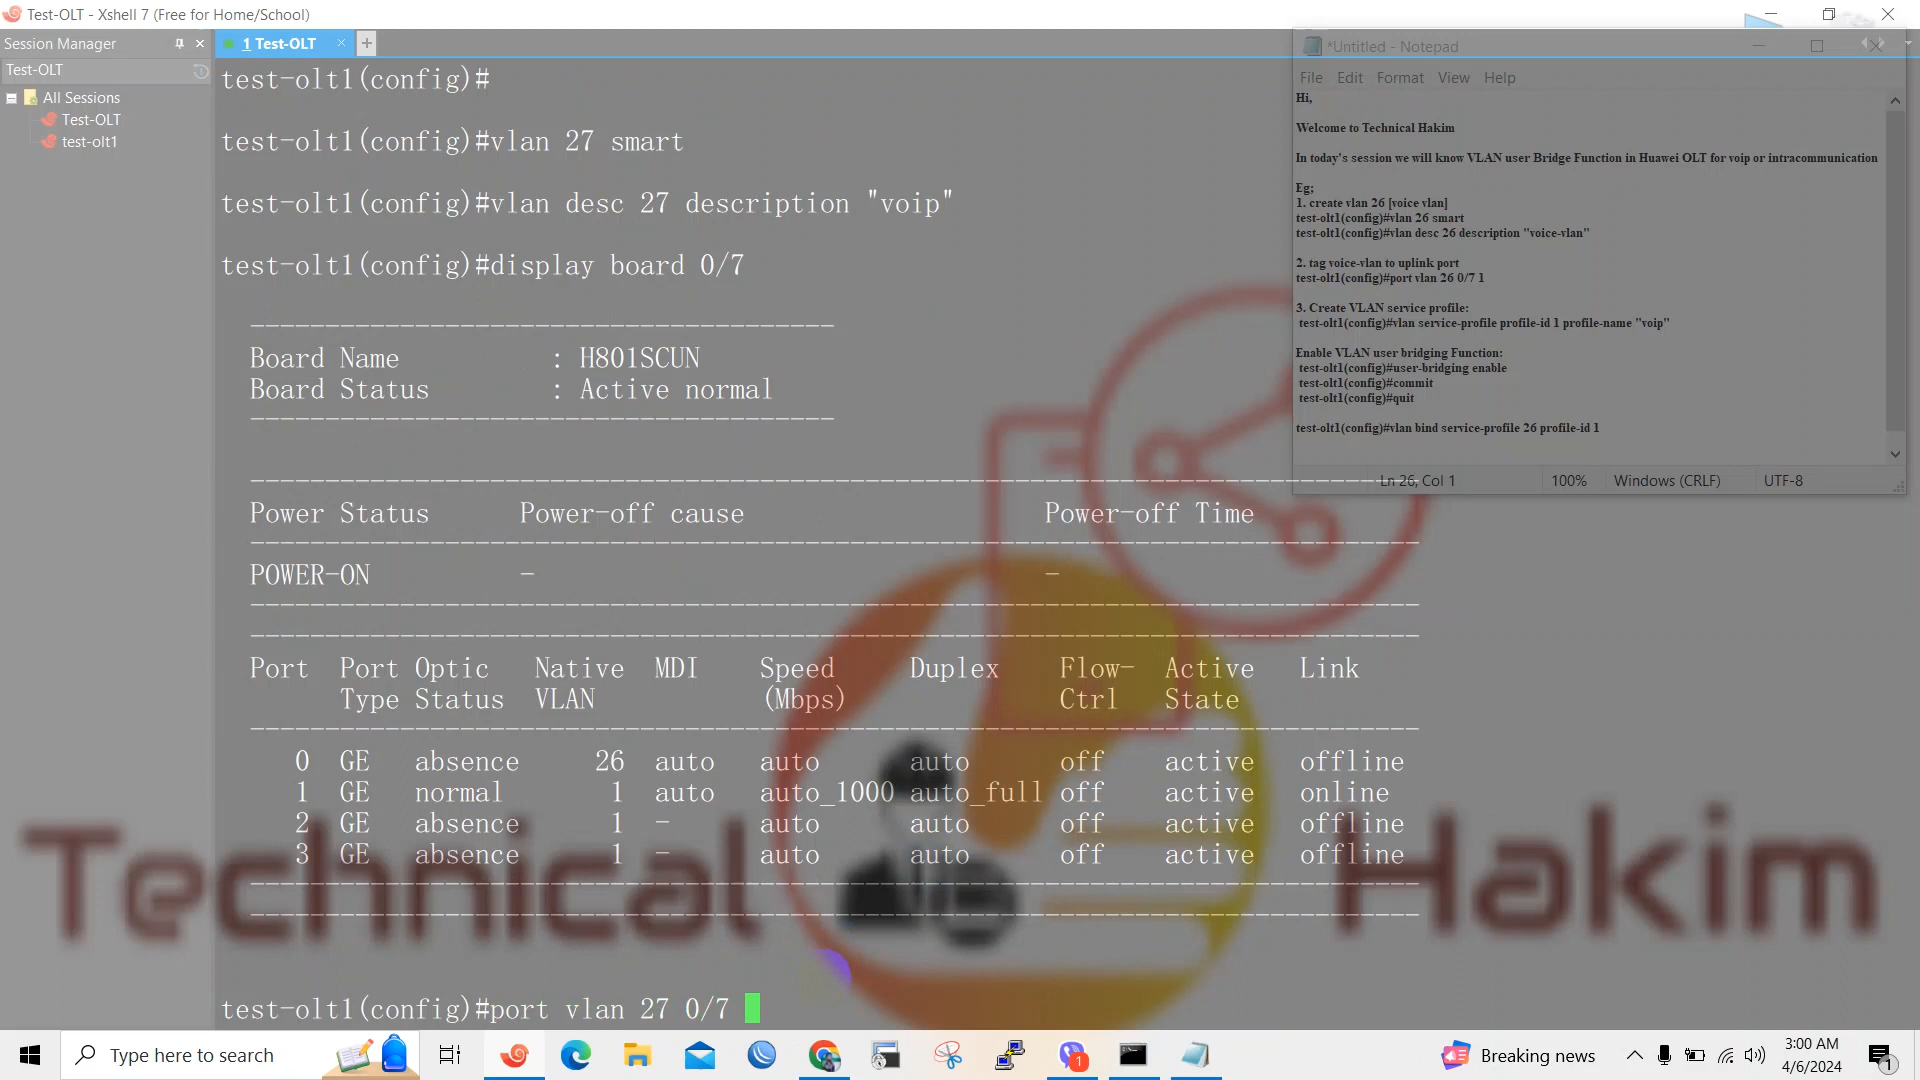 Test-OLT - Xshell 7 (Free for Home/School)
Session Manager
1 Test-OLT
Test-OLT
All Sessions
Test-OLT
test-olt1
test-olt1(config)#
test-olt1(config)#vlan 27 smart
test-olt1(config)#vlan desc 27 description "voip"
test-olt1(config)#display board 0/7
---------------------------------------
Board Name : H801SCUN
Board Status : Active normal
---------------------------------------
Power Status Power-off cause Power-off Time
POWER-ON - -
Port Port Optic Native MDI Speed Duplex Flow- Active Link
Type Status VLAN (Mbps) Ctrl State
0 GE absence 26 auto auto auto off active offline
1 GE normal 1 auto auto_1000 auto_full off active online
2 GE absence 1 - auto auto off active offline
3 GE absence 1 - auto auto off active offline
test-olt1(config)#port vlan 27 0/7
*Untitled - Notepad
File Edit Format View Help
Hi,
Welcome to Technical Hakim
In today's session we will know VLAN user Bridge Function in Huawei OLT for voip or intracommunication
Eg;
1. create vlan 26 [voice vlan]
test-olt1(config)#vlan 26 smart
test-olt1(config)#vlan desc 26 description "voice-vlan"
2. tag voice-vlan to uplink port
test-olt1(config)#port vlan 26 0/7 1
3. Create VLAN service profile:
test-olt1(config)#vlan service-profile profile-id 1 profile-name "voip"
Enable VLAN user bridging Function:
test-olt1(config)#user-bridging enable
test-olt1(config)#commit
test-olt1(config)#quit
test-olt1(config)#vlan bind service-profile 26 profile-id 1
Ln 26, Col 1 100% Windows (CRLF) UTF-8
Technical Hakim
Type here to search
1
Breaking news
3:00 AM
4/6/2024
1